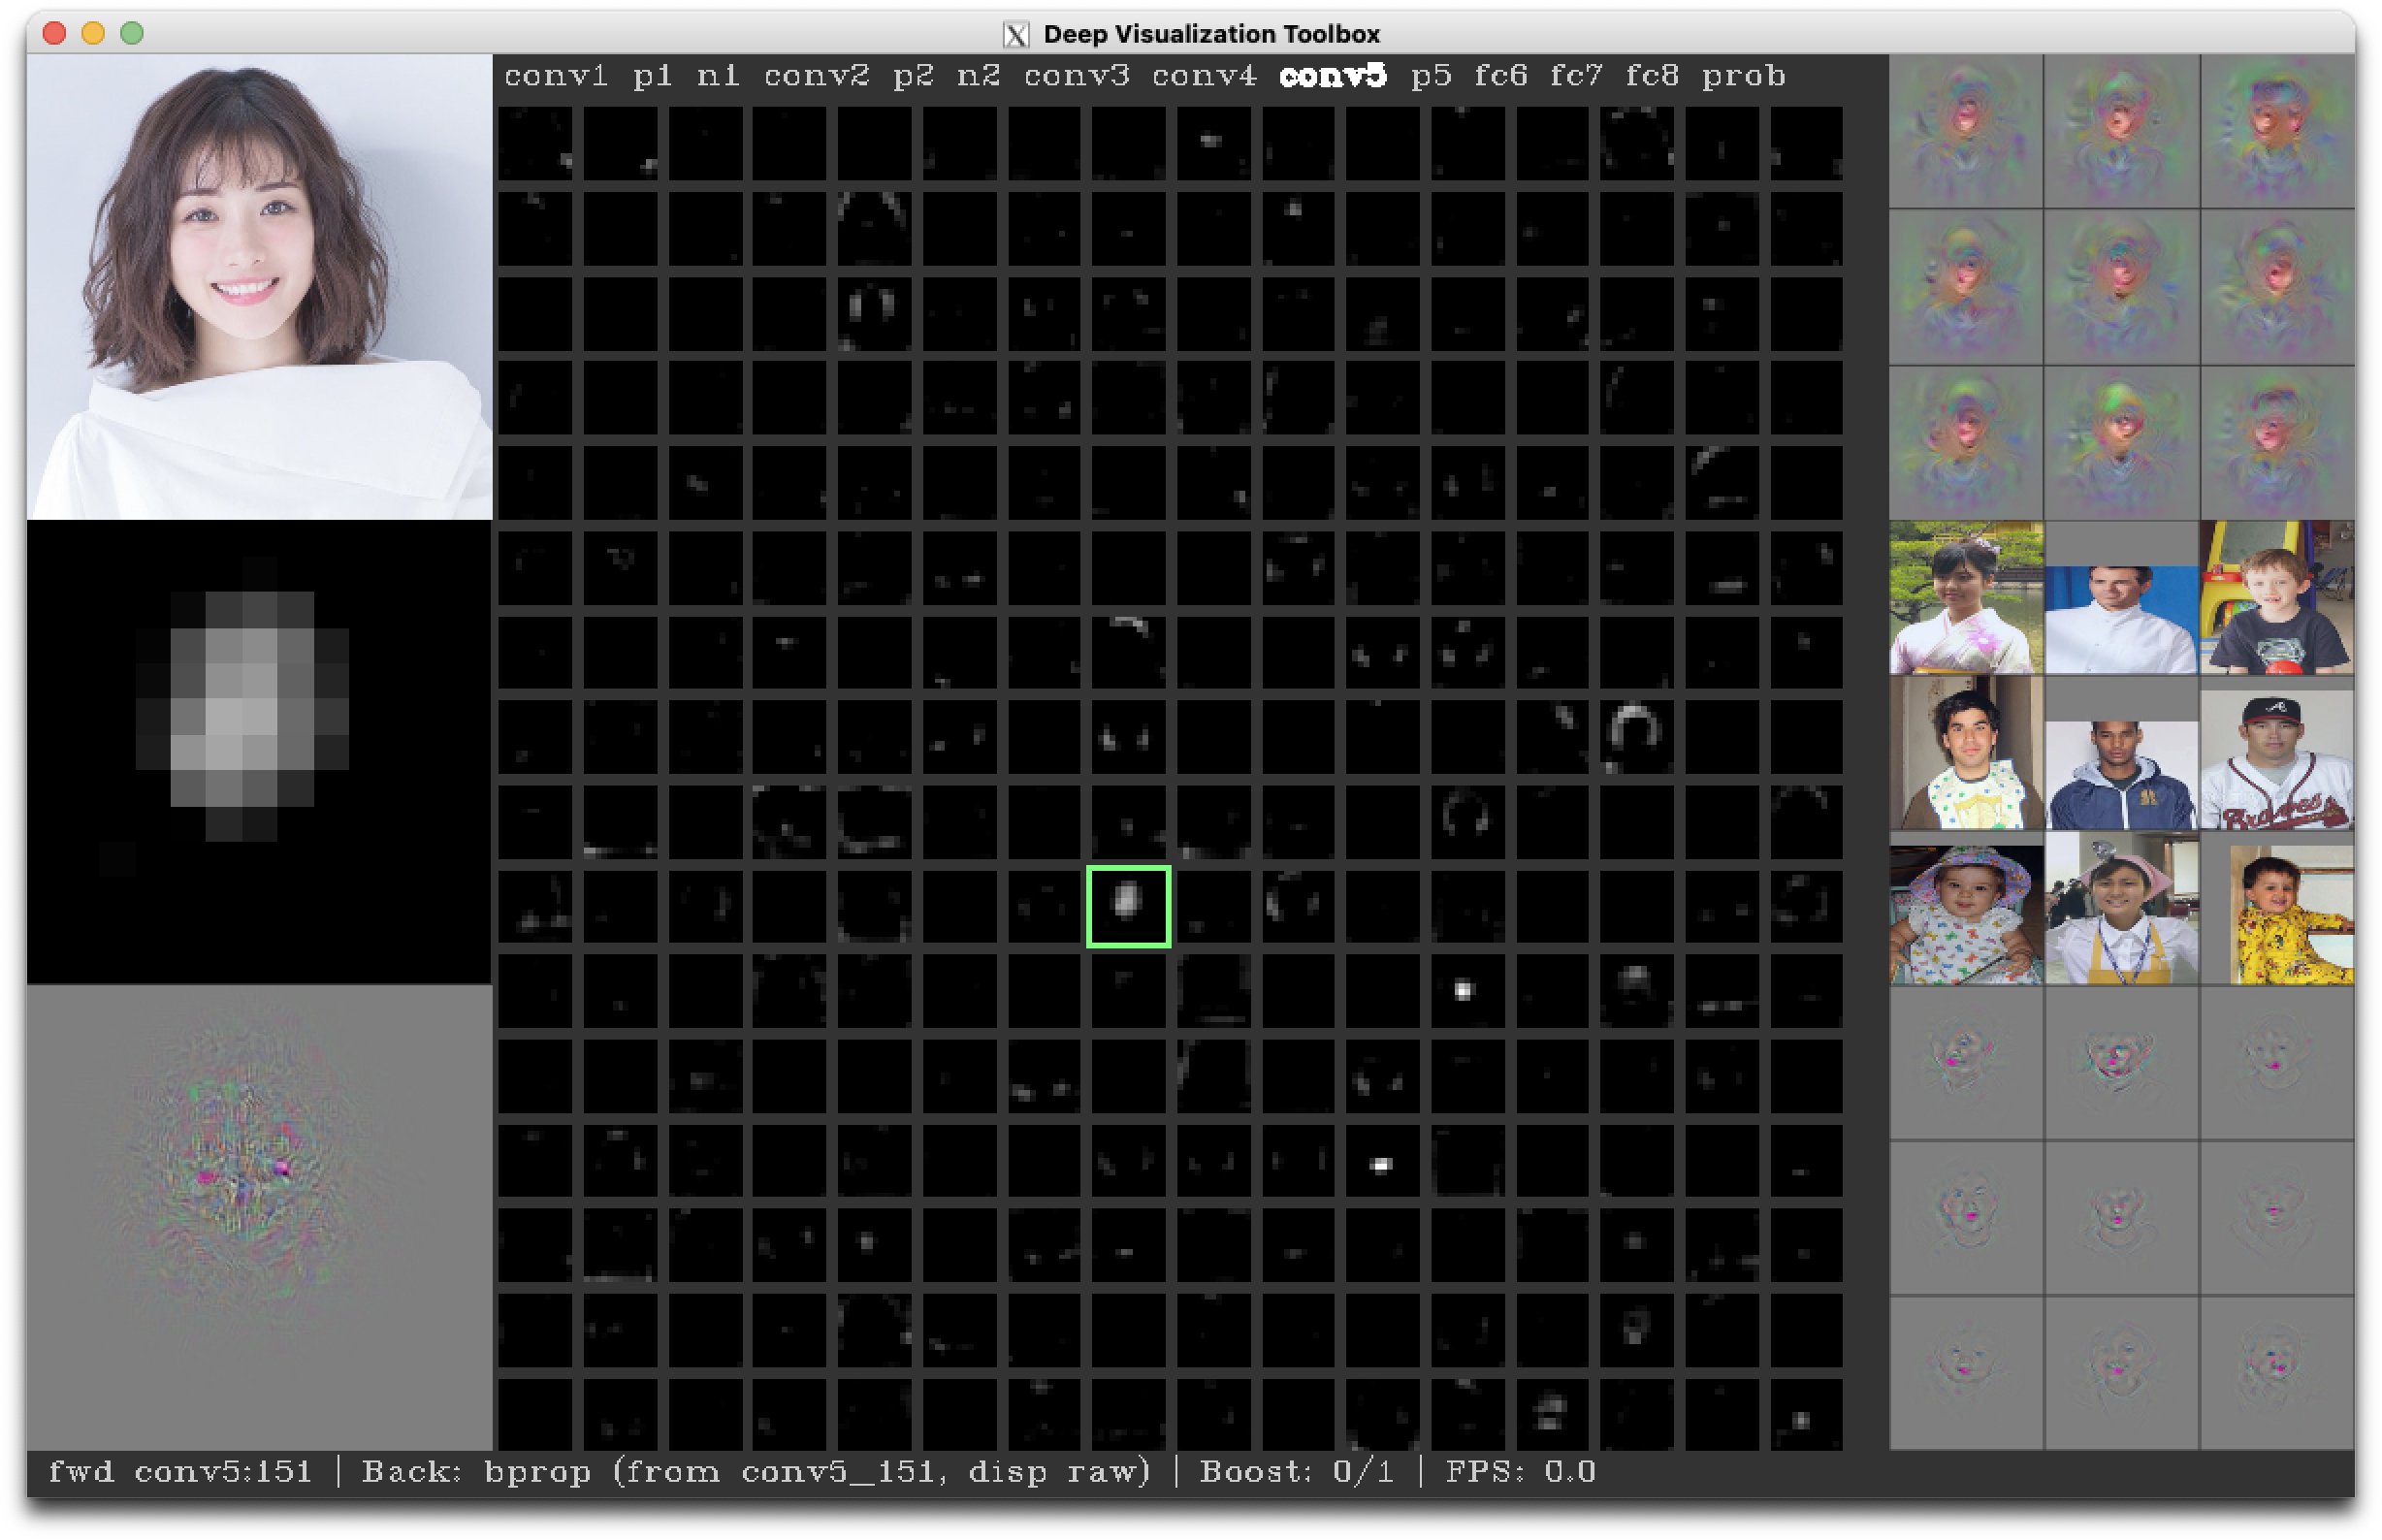 Deep Visualization Toolbox
conv1 p1 n1 conv2 p2 n2 conv3 conv4 conv5 p5 fc6 fc7 fc8 prob
A
Braves
fwd conv5:151 | Back: bprop (from conv5_151, disp raw) | Boost: 0/1 | FPS: 0.0